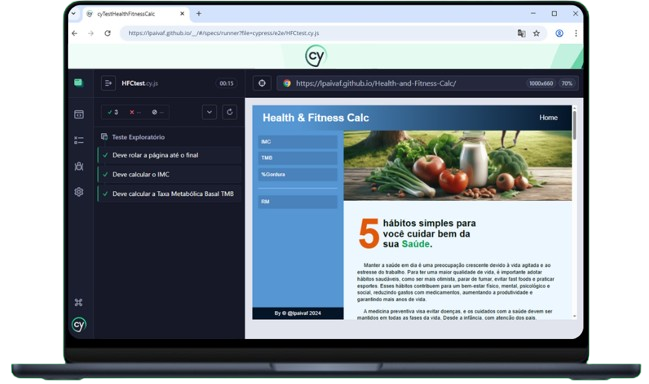 cyTestHealthFitnessCalc
https://lpaivaf.github.io/__/#/specs/runner?file=cypress/e2e/HFCtest.cy.js
cy
HFCtest.cy.js
00:15
https://lpaivaf.github.io/Health-and-Fitness-Calc/
1000x660
70%
3
--
--
Teste Exploratório
Deve rolar a página até o final
Deve calcular o IMC
Deve calcular a Taxa Metabólica Basal TMB
cy
Health & Fitness Calc
Home
IMC
TMB
%Gordura
RM
By ® @lpaivaf 2024
5 hábitos simples para
você cuidar bem da
sua Saúde.
Manter a saúde em dia é uma preocupação crescente devido à vida agitada e ao
estresse do trabalho. Para ter uma maior qualidade de vida, é importante adotar
hábitos saudáveis, como ser mais otimista, parar de fumar, evitar fast foods e praticar
esportes. Esses hábitos contribuem para um bem-estar físico, mental, psicológico e
social, reduzindo gastos com medicamentos, aumentando a produtividade e
garantindo mais anos de vida.
A medicina preventiva visa evitar doenças, e os cuidados com a saúde devem ser
mantidos em todas as fases da vida. Desde a infância, com atenção dos pais,